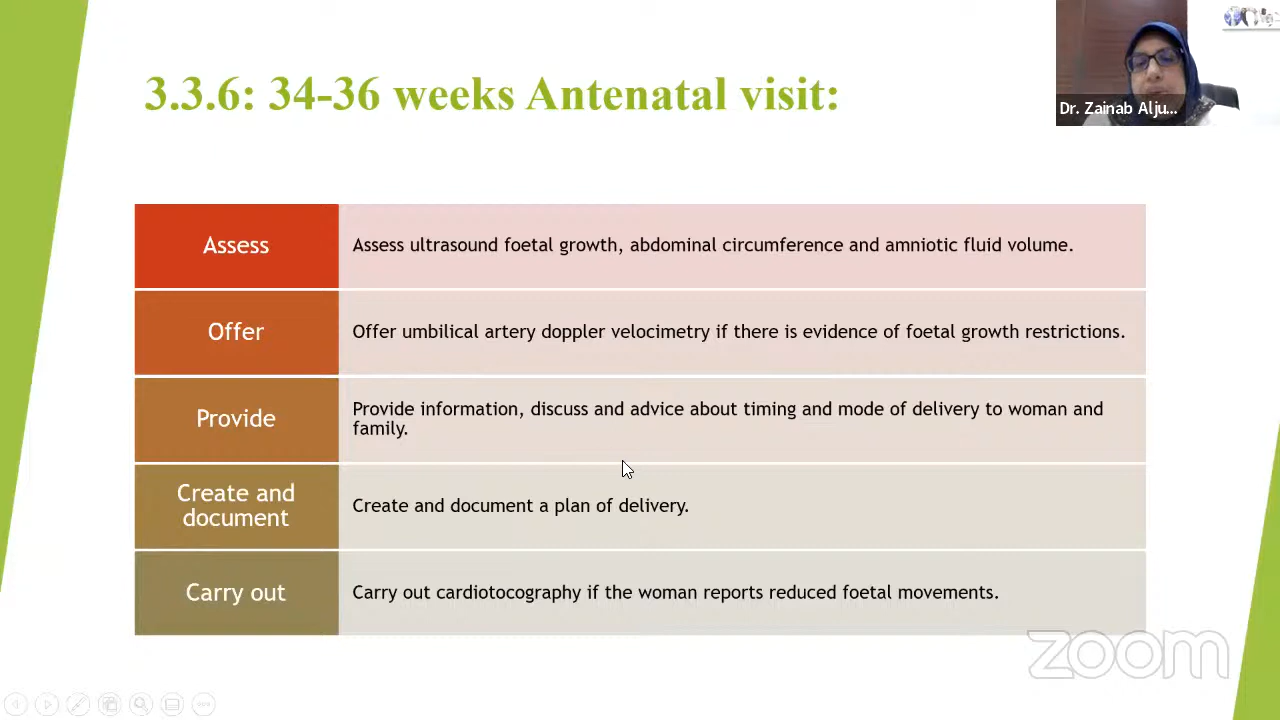 3.3.6: 34-36 weeks Antenatal visit:
Dr. Zainab Alju...
Assess
Assess ultrasound foetal growth, abdominal circumference and amniotic fluid volume.
Offer
Offer umbilical artery doppler velocimetry if there is evidence of foetal growth restrictions.
Provide
Provide information, discuss and advice about timing and mode of delivery to woman and
family.
Create and
document
Create and document a plan of delivery.
Carry out
Carry out cardiotocography if the woman reports reduced foetal movements.
zoom